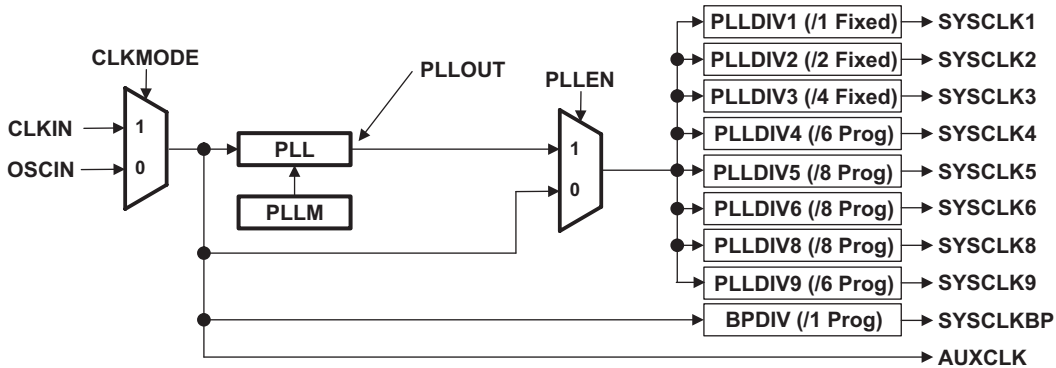 CLKMODE
CLKIN
OSCIN
1
0
PLL
PLLM
PLLOUT
PLLEN
1
0
PLLDIV1 (/1 Fixed) SYSCLK1
PLLDIV2 (/2 Fixed) SYSCLK2
PLLDIV3 (/4 Fixed) SYSCLK3
PLLDIV4 (/6 Prog) SYSCLK4
PLLDIV5 (/8 Prog) SYSCLK5
PLLDIV6 (/8 Prog) SYSCLK6
PLLDIV8 (/8 Prog) SYSCLK8
PLLDIV9 (/6 Prog) SYSCLK9
BPDIV (/1 Prog) SYSCLKBP
AUXCLK